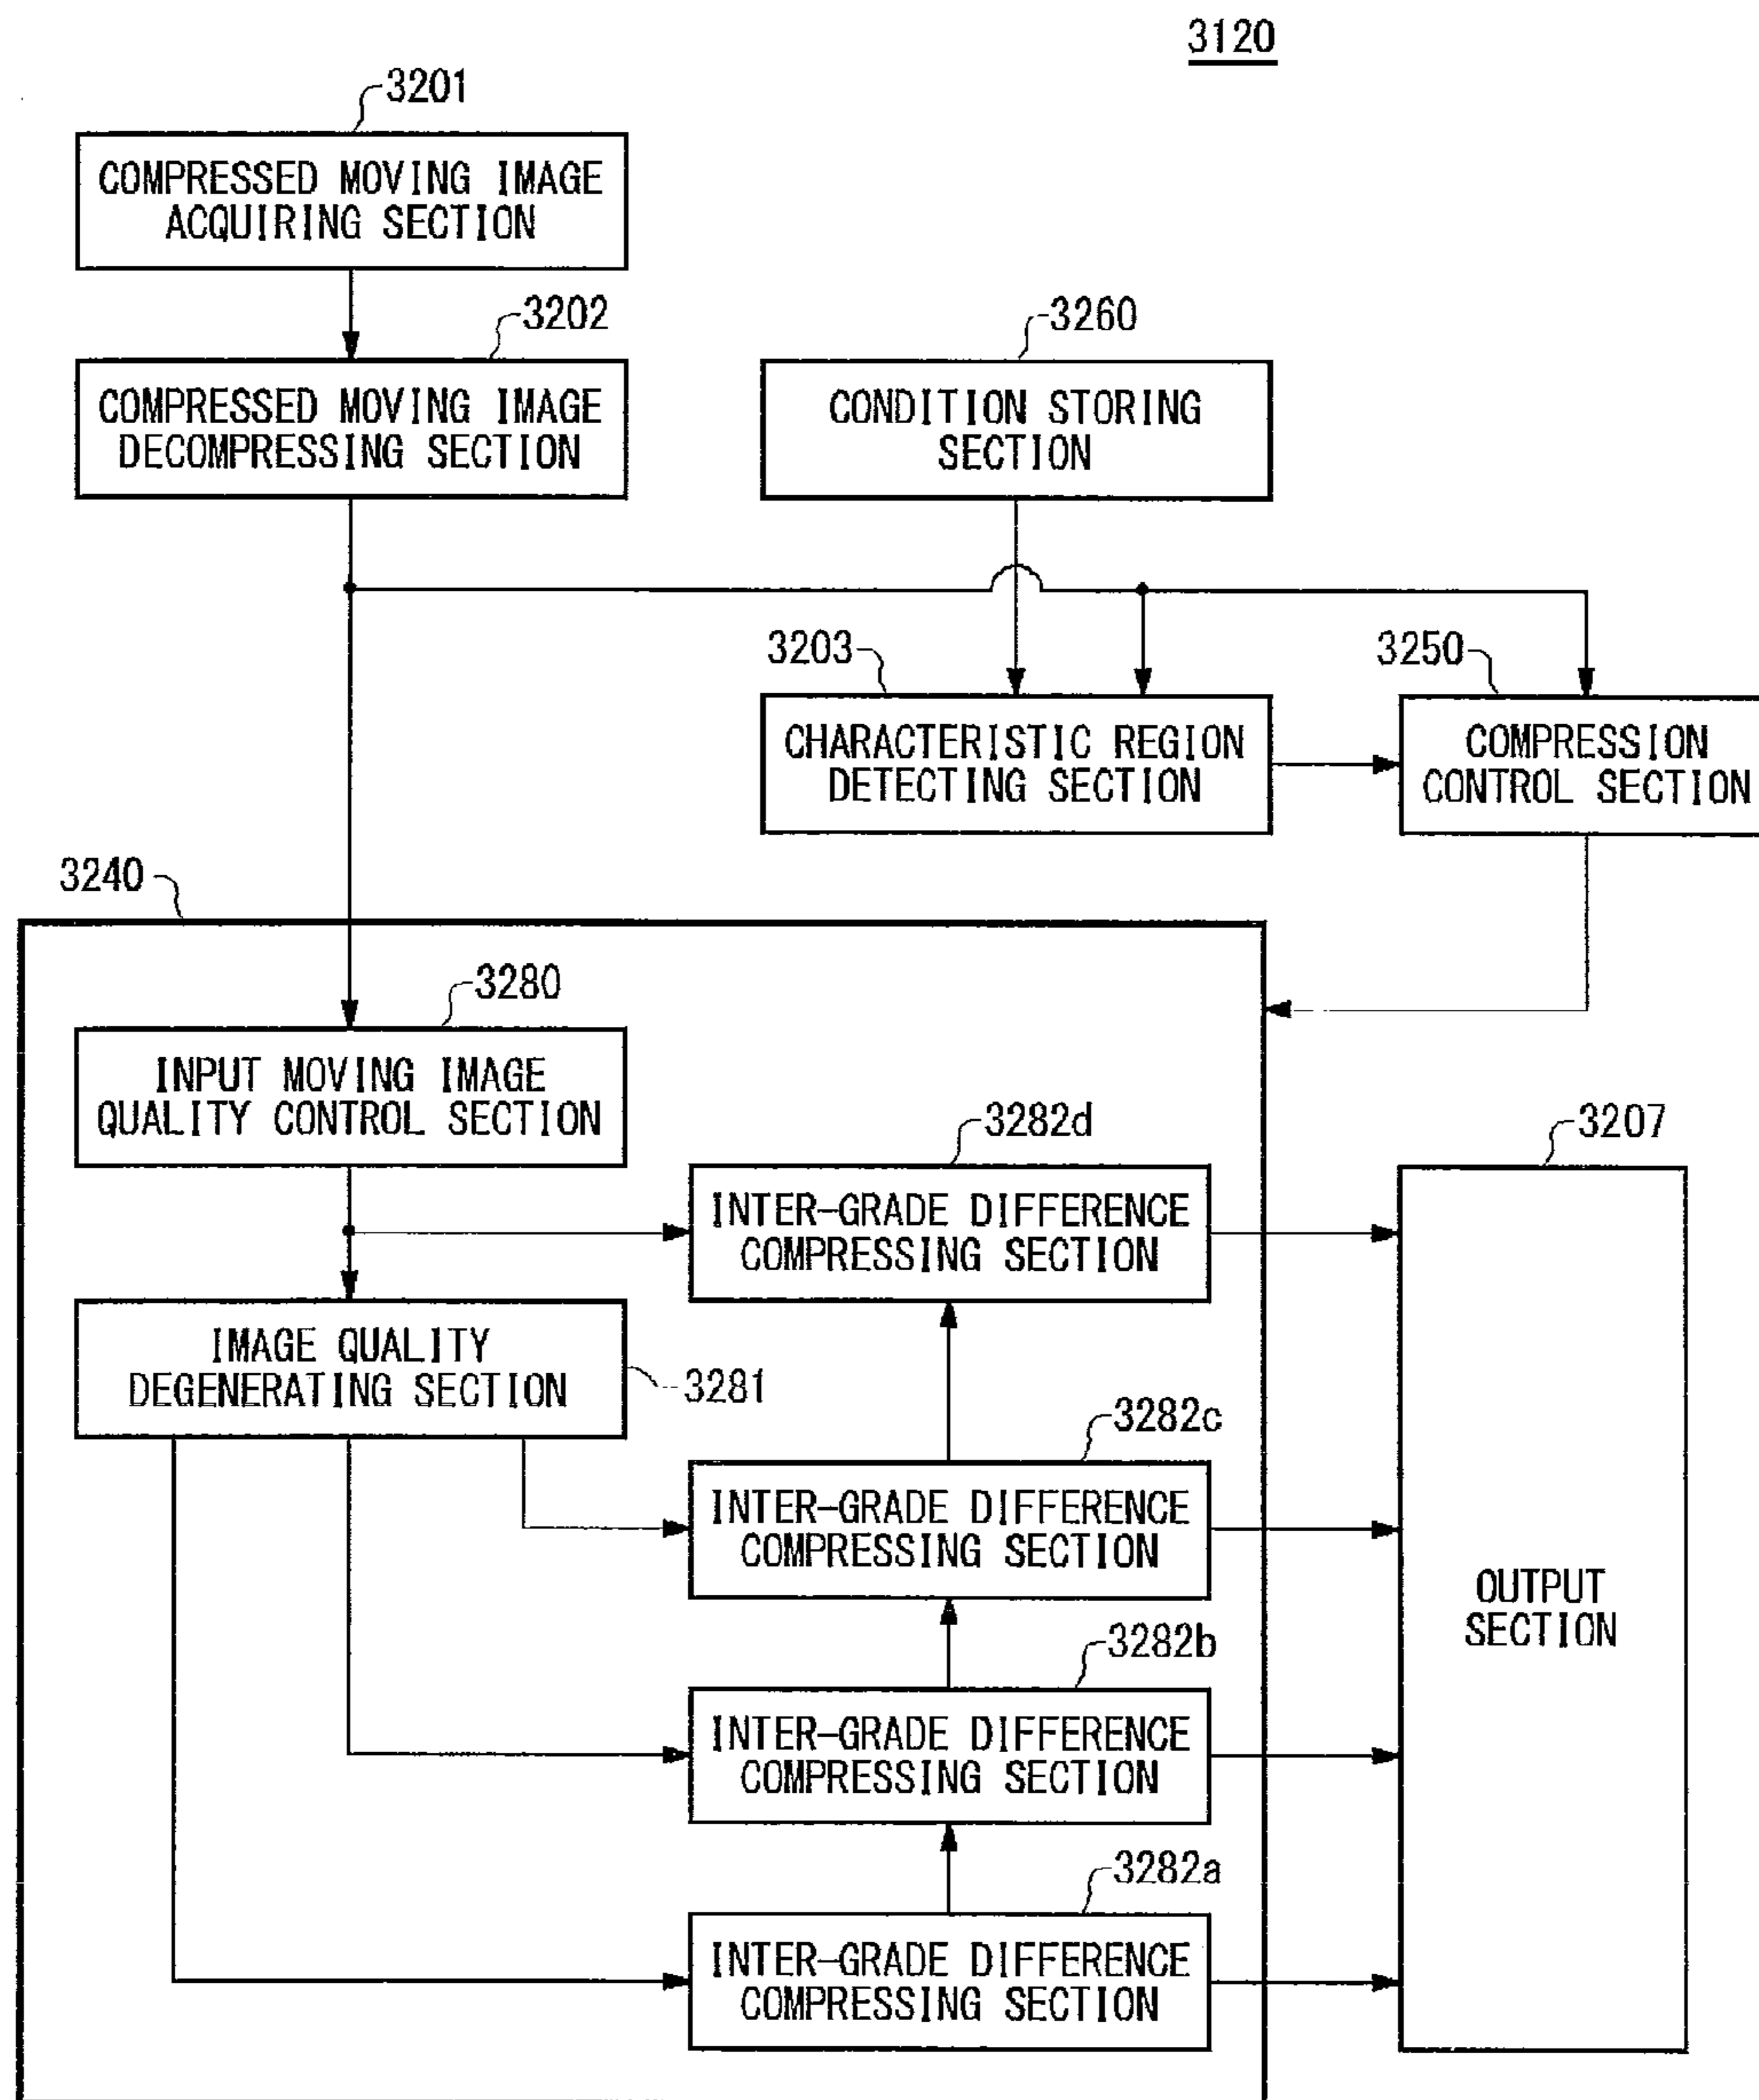 3120
3201
COMPRESSED MOVING IMAGE
ACQUIRING SECTION
3202
COMPRESSED MOVING IMAGE
DECOMPRESSING SECTION
3260
CONDITION STORING
SECTION
3203
CHARACTERISTIC REGION
DETECTING SECTION
3250
COMPRESSION
CONTROL SECTION
3240
3280
INPUT MOVING IMAGE
QUALITY CONTROL SECTION
3282d
INTER-GRADE DIFFERENCE
COMPRESSING SECTION
3207
OUTPUT
SECTION
IMAGE QUALITY
DEGENERATING SECTION
3281
3282c
INTER-GRADE DIFFERENCE
COMPRESSING SECTION
3282b
INTER-GRADE DIFFERENCE
COMPRESSING SECTION
3282a
INTER-GRADE DIFFERENCE
COMPRESSING SECTION